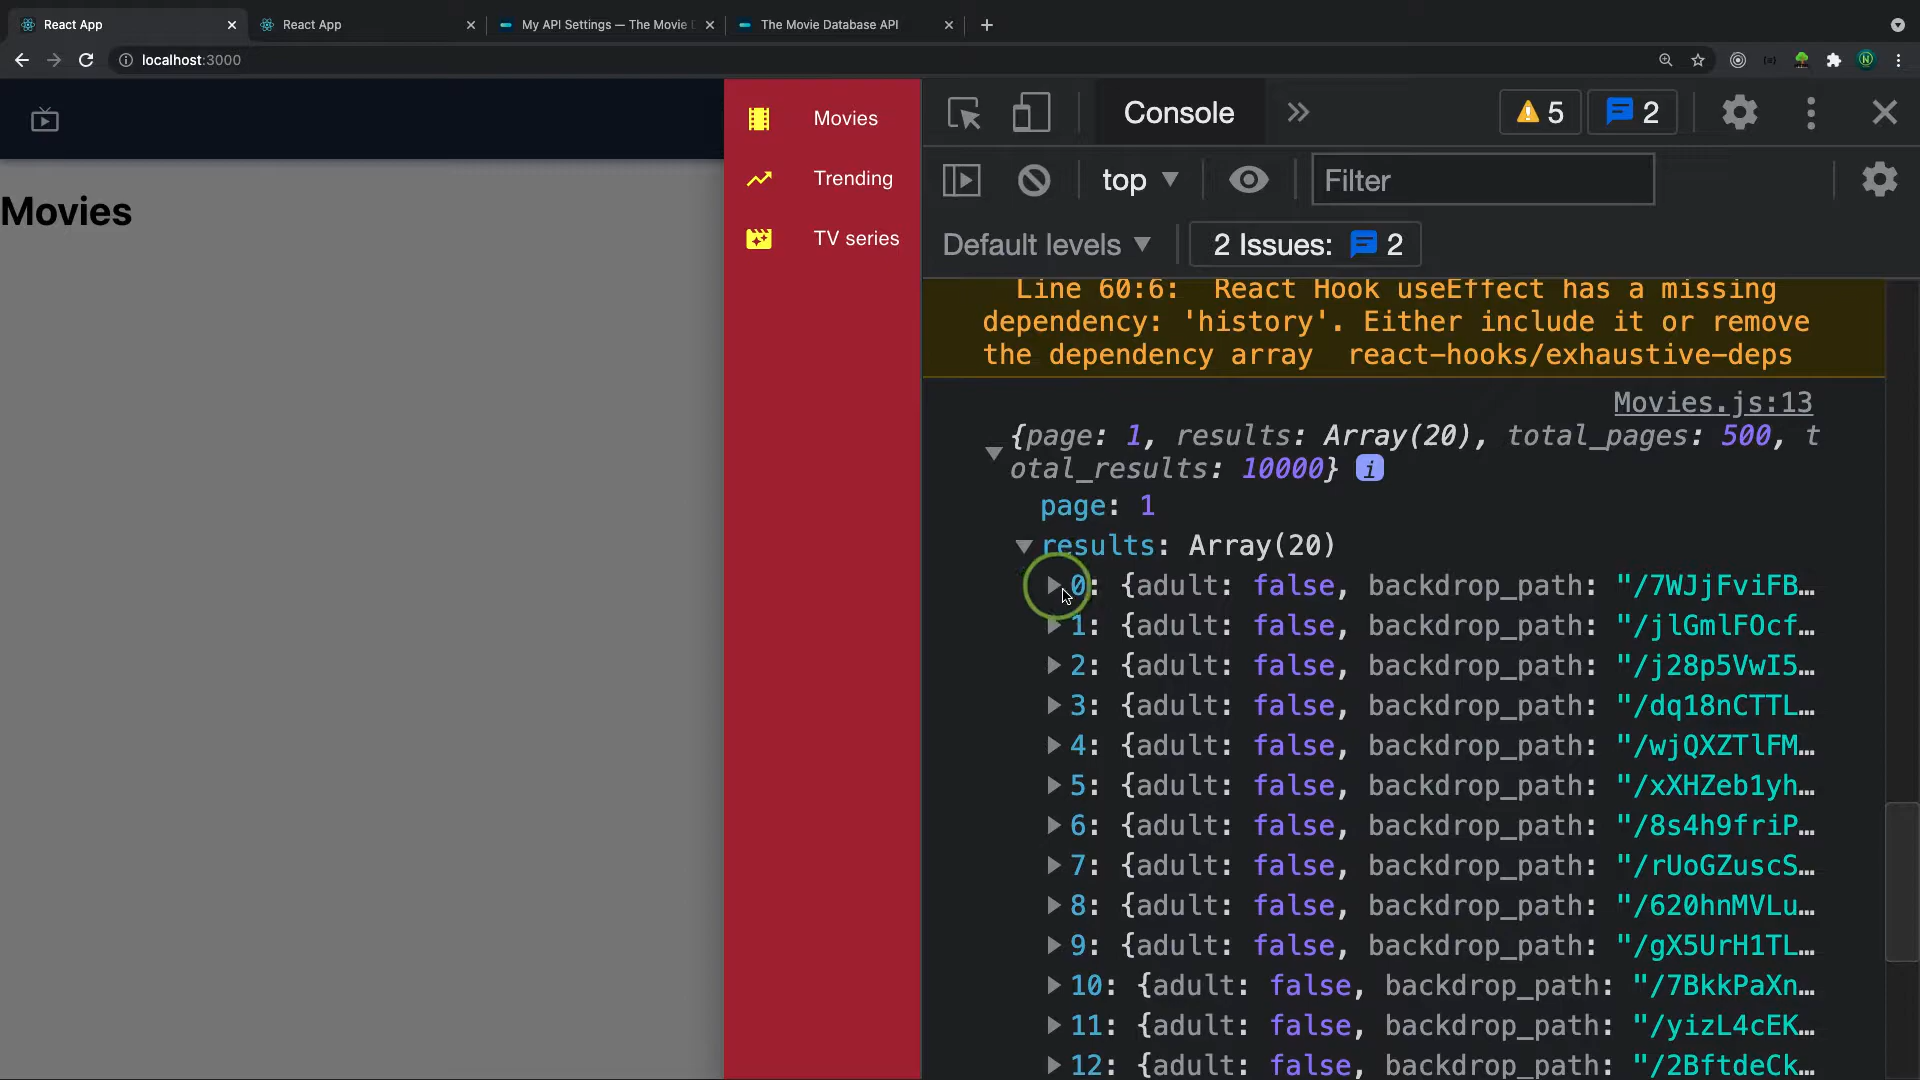 React App
React App
My API Settings — The Movie D
The Movie Database API
localhost:3000
Movies
Movies
Trending
TV series
Console
5
2
top
Filter
Default levels
2 Issues:
2
Line 60:6: React Hook useEffect has a missing
dependency: 'history'. Either include it or remove
the dependency array react-hooks/exhaustive-deps
Movies.js:13
{page: 1, results: Array(20), total_pages: 500, t
otal_results: 10000} i
page: 1
results: Array(20)
0: {adult: false, backdrop_path: "/7WJjFviFB…
1: {adult: false, backdrop_path: "/jlGmlFOcf…
2: {adult: false, backdrop_path: "/j28p5VwI5…
3: {adult: false, backdrop_path: "/dq18nCTTL…
4: {adult: false, backdrop_path: "/wjQXZTlFM…
5: {adult: false, backdrop_path: "/xXHZeb1yh…
6: {adult: false, backdrop_path: "/8s4h9friP…
7: {adult: false, backdrop_path: "/rUoGZuscS…
8: {adult: false, backdrop_path: "/620hnMVLu…
9: {adult: false, backdrop_path: "/gX5UrH1TL…
10: {adult: false, backdrop_path: "/7BkkPaXn…
11: {adult: false, backdrop_path: "/yizL4cEK…
12: {adult: false, backdrop_path: "/2BftdeCk…